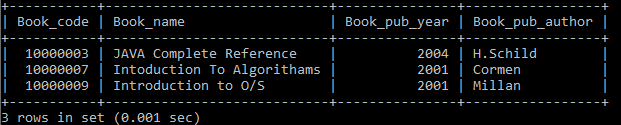 +-----------+--------------------------+---------------+-----------------+
| Book_code | Book_name | Book_pub_year | Book_pub_author |
+-----------+--------------------------+---------------+-----------------+
| 10000003 | JAVA Complete Reference | 2004 | H.Schild |
| 10000007 | Intoduction To Algorithams | 2001 | Cormen |
| 10000009 | Introduction to O/S | 2001 | Millan |
+-----------+--------------------------+---------------+-----------------+
3 rows in set (0.001 sec)